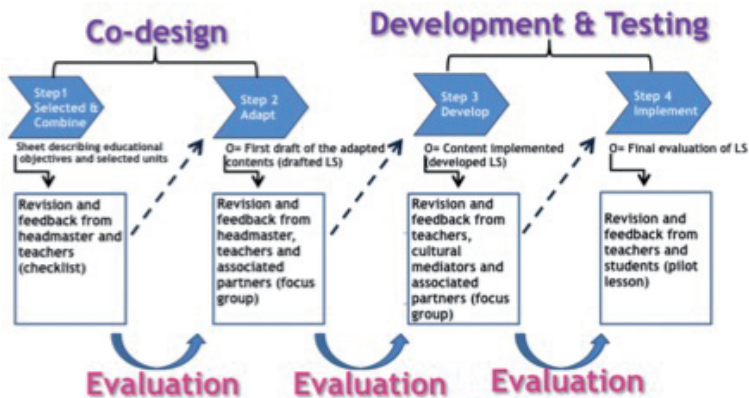 Co-design
Development & Testing
Step1
Selected &
Combine
Step 2
Adapt
Step 3
Develop
Step 4
Implement
Sheet describing educational
objectives and selected units
O= First draft of the adapted
contents (drafted LS)
O= Content implemented
(developed LS)
O= Final evaluation of LS
Revision and
feedback from
headmaster and
teachers
(checklist)
Revision and
feedback from
headmaster,
teachers and
associated
partners (focus
group)
Revision and
feedback from
teachers,
cultural
mediators and
associated
partners (focus
group)
Revision and
feedback from
teachers and
students (pilot
lesson)
Evaluation
Evaluation
Evaluation